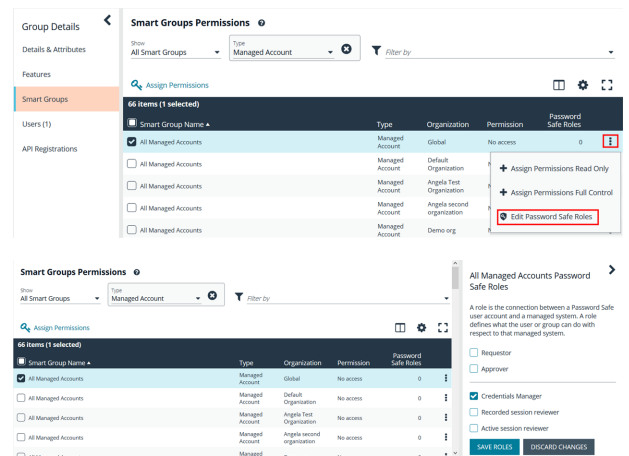 Group Details
Details & Attributes
Features
Smart Groups
Users (1)
API Registrations
Smart Groups Permissions
Show
All Smart Groups
Type
Managed Account
Filter by
Assign Permissions
66 items (1 selected)
Smart Group Name Type Organization Permission Password Safe Roles
All Managed Accounts Managed Account Global No access 0
All Managed Accounts Managed Account Default Organization
All Managed Accounts Managed Account Angela Test Organization
All Managed Accounts Managed Account Angela second organization
All Managed Accounts Managed Account Demo org
Assign Permissions Read Only
Assign Permissions Full Control
Edit Password Safe Roles
Smart Groups Permissions
Show
All Smart Groups
Type
Managed Account
Filter by
Assign Permissions
66 items (1 selected)
Smart Group Name Type Organization Permission Password Safe Roles
All Managed Accounts Managed Account Global No access 0
All Managed Accounts Managed Account Default Organization No access 0
All Managed Accounts Managed Account Angela Test Organization No access 0
All Managed Accounts Managed Account Angela second organization No access 0
Managed
All Managed Accounts Password
Safe Roles
A role is the connection between a Password Safe
user account and a managed system. A role
defines what the user or group can do with
respect to that managed system.
Requestor
Approver
Credentials Manager
Recorded session reviewer
Active session reviewer
SAVE ROLES DISCARD CHANGES